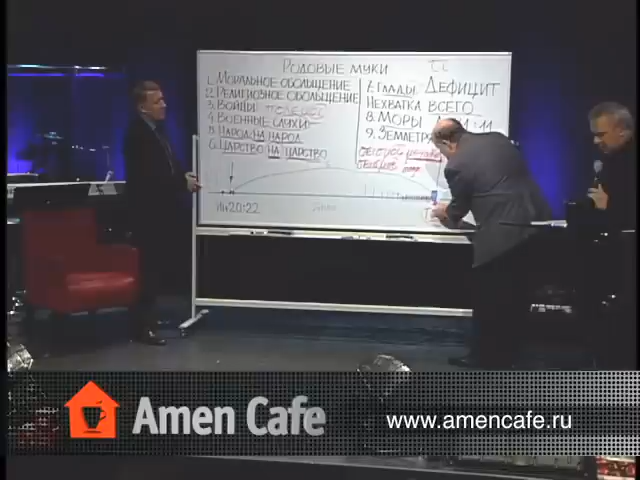 Родовые муки
1. Моральное обольщение
2. Религиозное обольщение
3. Войны
4. Военные слухи
5. Народ на народ
6. Царство на царство
7. Глады Дефицит
Нехватка всего
8. Моры
9. Землетр
Ин 20:22
Amen Cafe
www.amencafe.ru